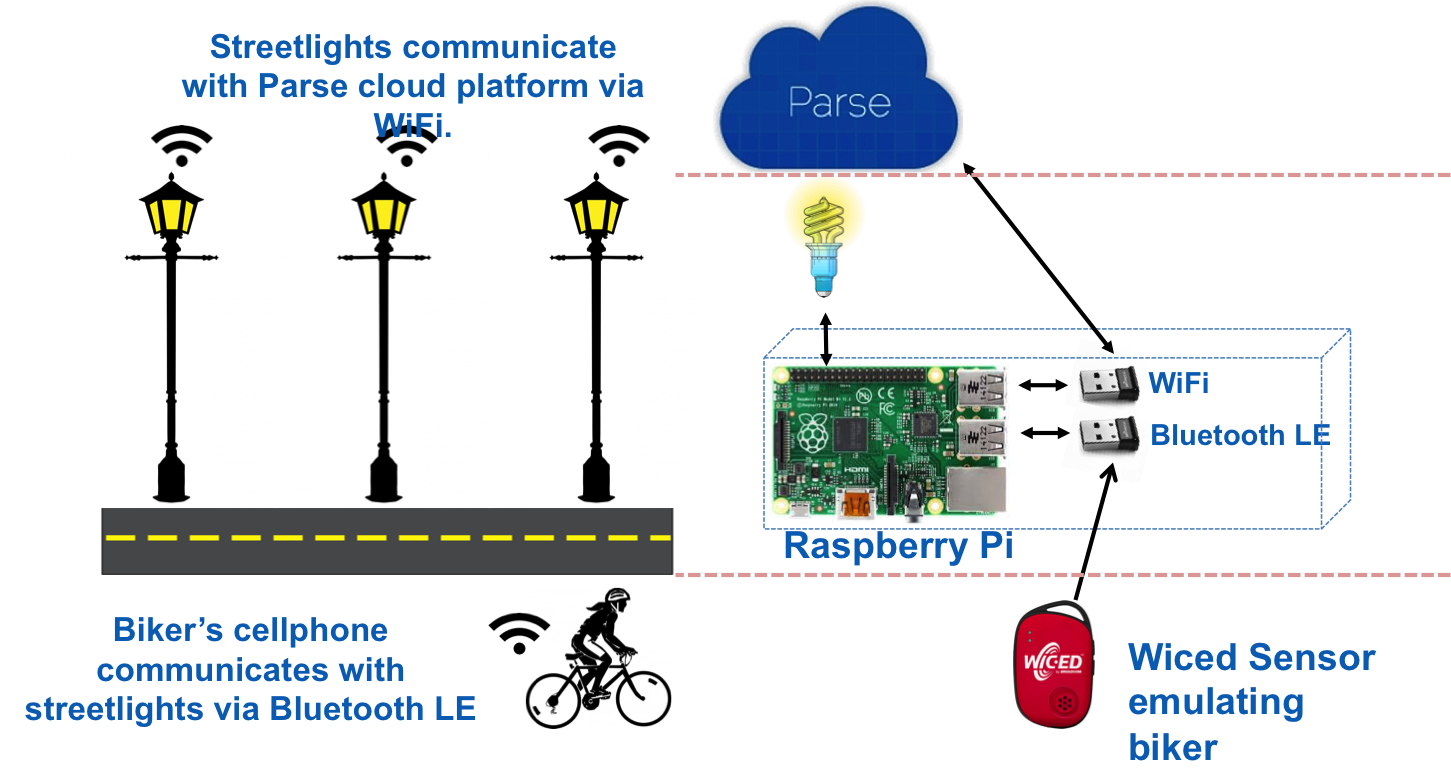 Streetlights communicate
with Parse cloud platform via
WiFi.
Parse
WiFi
Bluetooth LE
HDMI
Raspberry Pi
Biker’s cellphone
communicates with
streetlights via Bluetooth LE
WICED
Wiced Sensor
emulating
biker